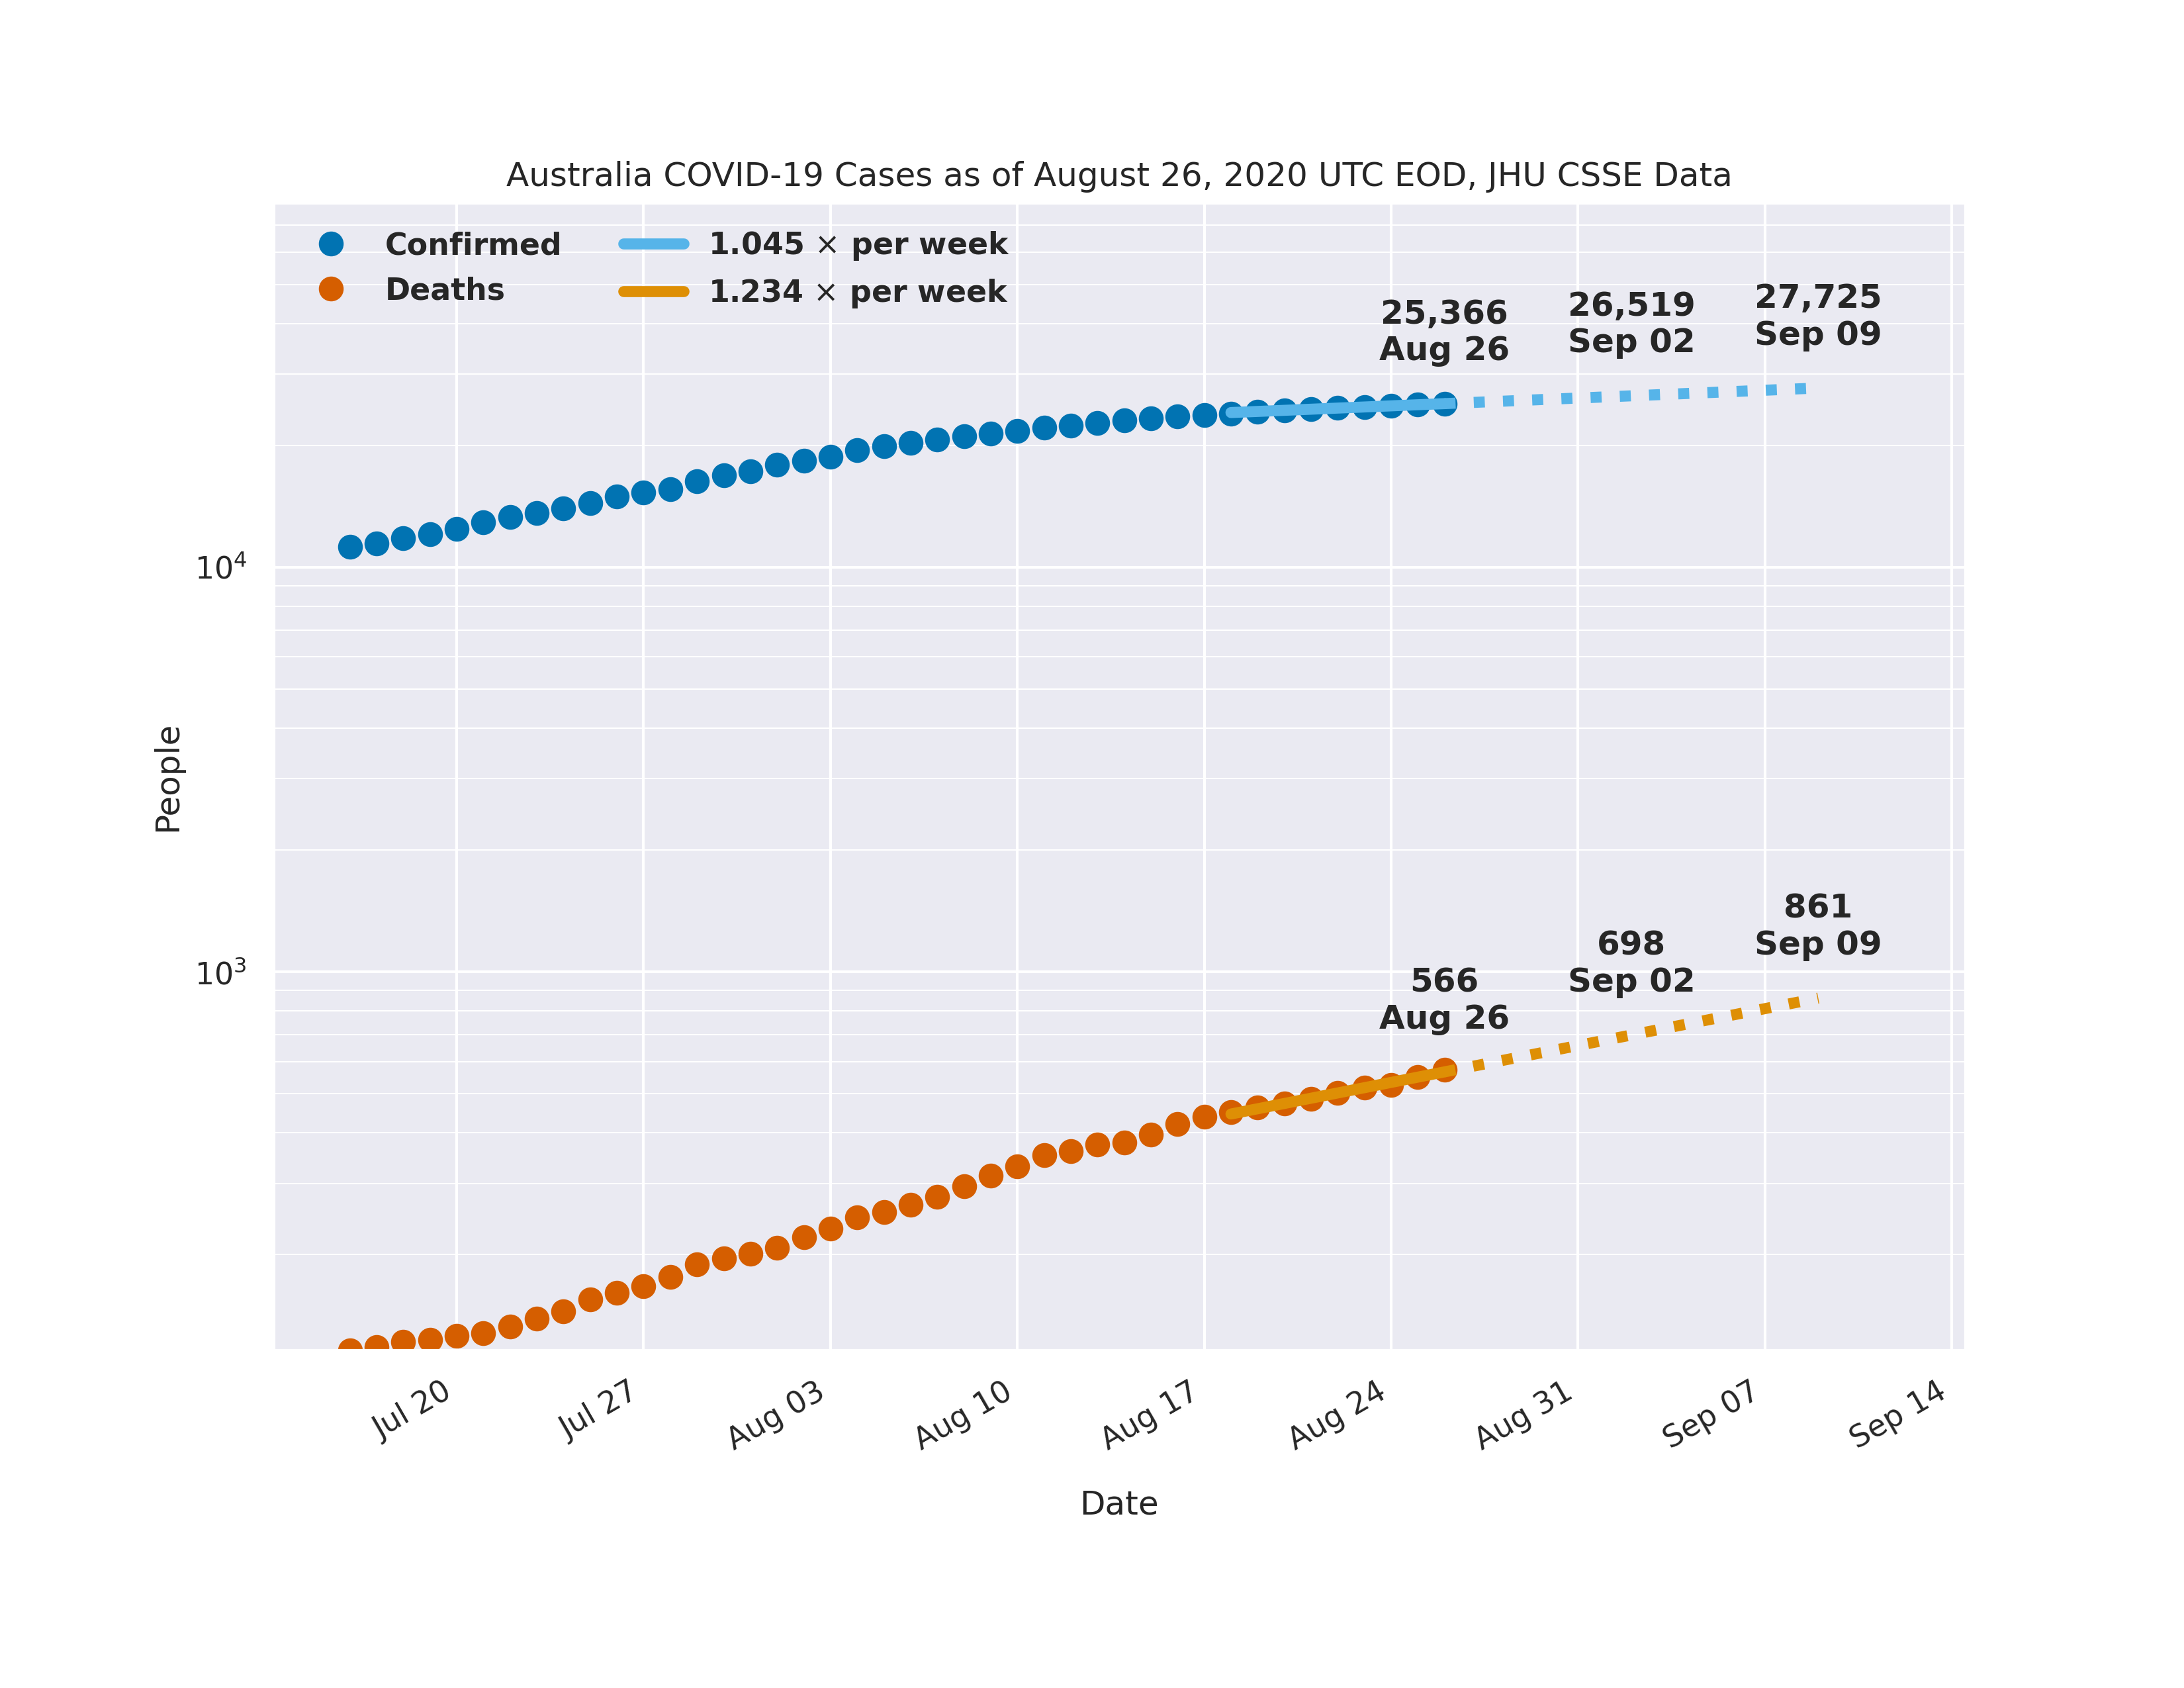 Australia COVID-19 Cases as of August 26, 2020 UTC EOD, JHU CSSE Data
Confirmed
Deaths
1.045 × per week
1.234 × per week
25,366
Aug 26
26,519
Sep 02
27,725
Sep 09
10⁴
People
10³
566
Aug 26
698
Sep 02
861
Sep 09
Jul 20
Jul 27
Aug 03
Aug 10
Aug 17
Aug 24
Aug 31
Sep 07
Sep 14
Date